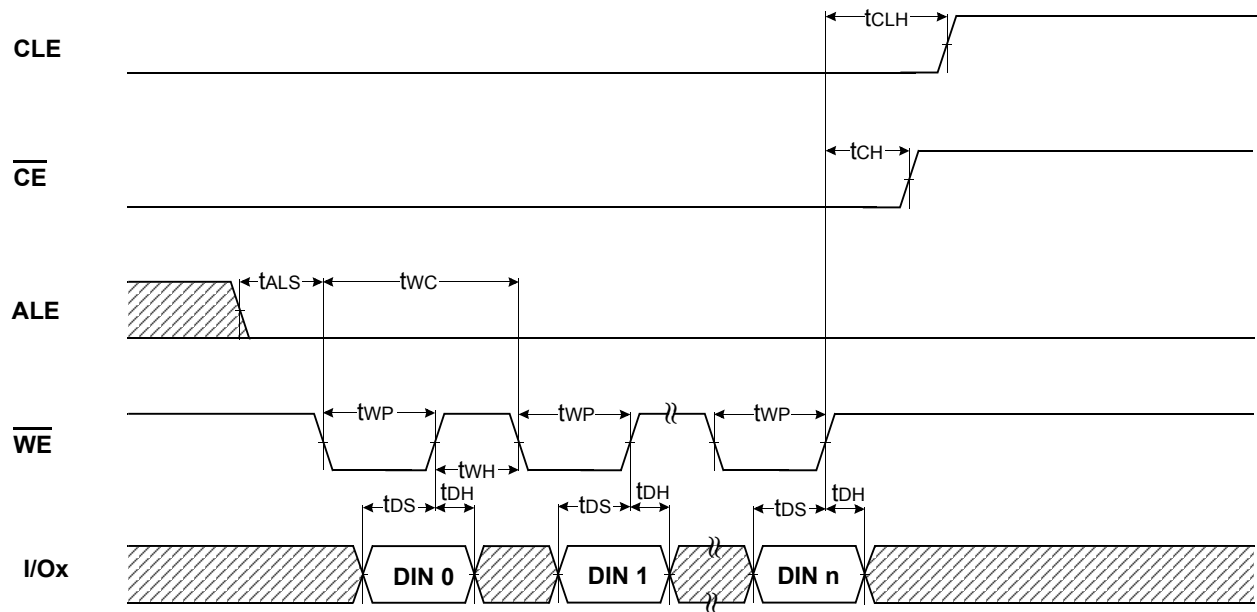 tCLH
CLE
tCH
CE
tALS
tWC
ALE
tWP
tWP
tWP
WE
tWH
tDS
tDH
tDS
tDH
tDS
tDH
I/Ox
DIN 0
DIN 1
DIN n